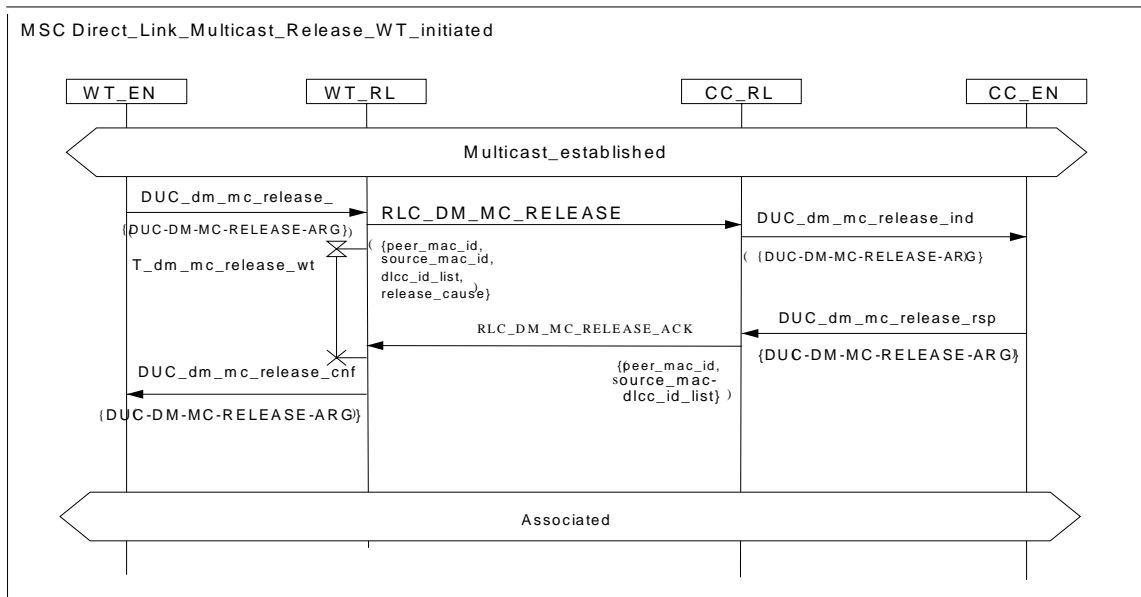 MSC Direct_Link_Multicast_Release_WT_initiated
WT_EN WT_RL CC_RL CC_EN
Multicast_established
DUC_dm_mc_release_
RLC_DM_MC_RELEASE
DUC_dm_mc_release_ind
({DUC-DM-MC-RELEASE-ARG})
({peer_mac_id,
source_mac_id,
dlcc_id_list,
release_cause})
({DUC-DM-MC-RELEASE-ARG})
T_dm_mc_release_wt
DUC_dm_mc_release_rsp
RLC_DM_MC_RELEASE_ACK
({DUC-DM-MC-RELEASE-ARG})
({peer_mac_id,
source_mac-
dlcc_id_list})
DUC_dm_mc_release_cnf
({DUC-DM-MC-RELEASE-ARG})
Associated